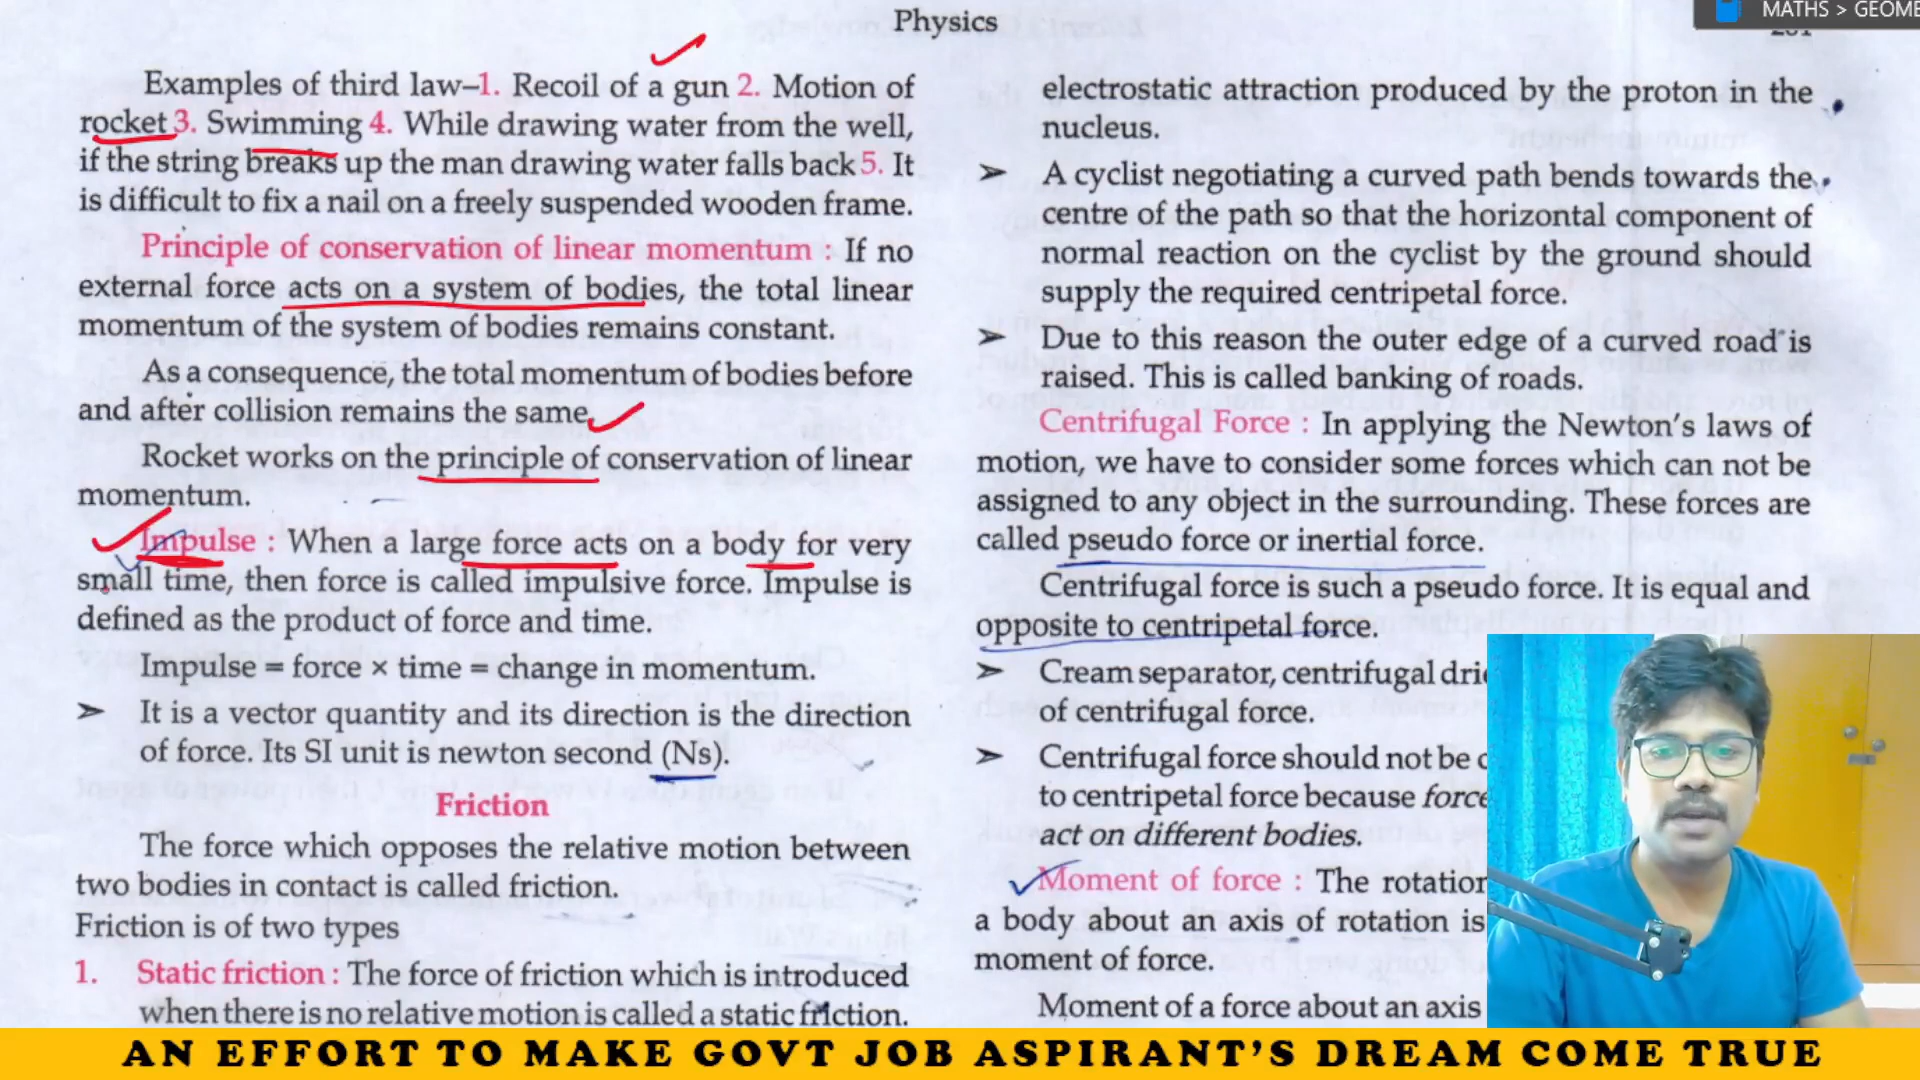 Physics
MATHS > GEOME
Examples of third law–1. Recoil of a gun 2. Motion of
rocket 3. Swimming 4. While drawing water from the well,
if the string breaks up the man drawing water falls back 5. It
is difficult to fix a nail on a freely suspended wooden frame.
Principle of conservation of linear momentum : If no
external force acts on a system of bodies, the total linear
momentum of the system of bodies remains constant.
As a consequence, the total momentum of bodies before
and after collision remains the same.
Rocket works on the principle of conservation of linear
momentum.
Impulse : When a large force acts on a body for very
small time, then force is called impulsive force. Impulse is
defined as the product of force and time.
Impulse = force × time = change in momentum.
➢ It is a vector quantity and its direction is the direction
of force. Its SI unit is newton second (Ns).
Friction
The force which opposes the relative motion between
two bodies in contact is called friction.
Friction is of two types
1. Static friction : The force of friction which is introduced
when there is no relative motion is called a static friction.
electrostatic attraction produced by the proton in the
nucleus.
➢ A cyclist negotiating a curved path bends towards the
centre of the path so that the horizontal component of
normal reaction on the cyclist by the ground should
supply the required centripetal force.
➢ Due to this reason the outer edge of a curved road is
raised. This is called banking of roads.
Centrifugal Force : In applying the Newton's laws of
motion, we have to consider some forces which can not be
assigned to any object in the surrounding. These forces are
called pseudo force or inertial force.
Centrifugal force is such a pseudo force. It is equal and
opposite to centripetal force.
➢ Cream separator, centrifugal drie
of centrifugal force.
➢ Centrifugal force should not be c
to centripetal force because force
act on different bodies.
Moment of force : The rotation
a body about an axis of rotation is
moment of force.
Moment of a force about an axis
AN EFFORT TO MAKE GOVT JOB ASPIRANT'S DREAM COME TRUE